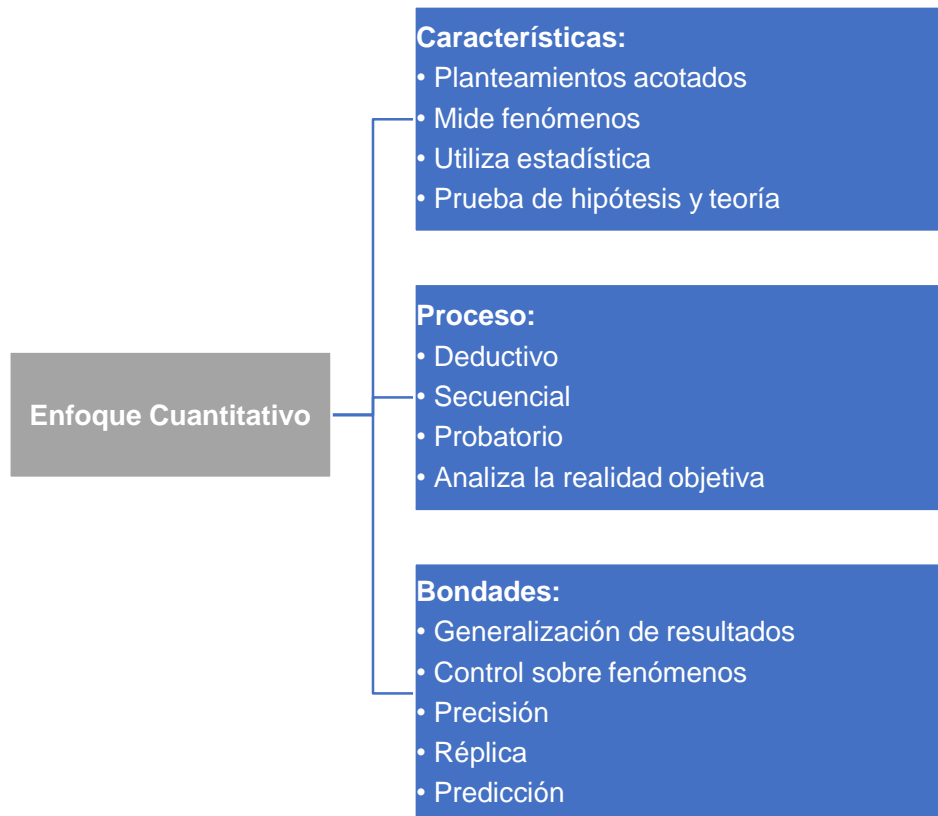 Enfoque Cuantitativo
Características:
• Planteamientos acotados
• Mide fenómenos
• Utiliza estadística
• Prueba de hipótesis y teoría
Proceso:
• Deductivo
• Secuencial
• Probatorio
• Analiza la realidad objetiva
Bondades:
• Generalización de resultados
• Control sobre fenómenos
• Precisión
• Réplica
• Predicción